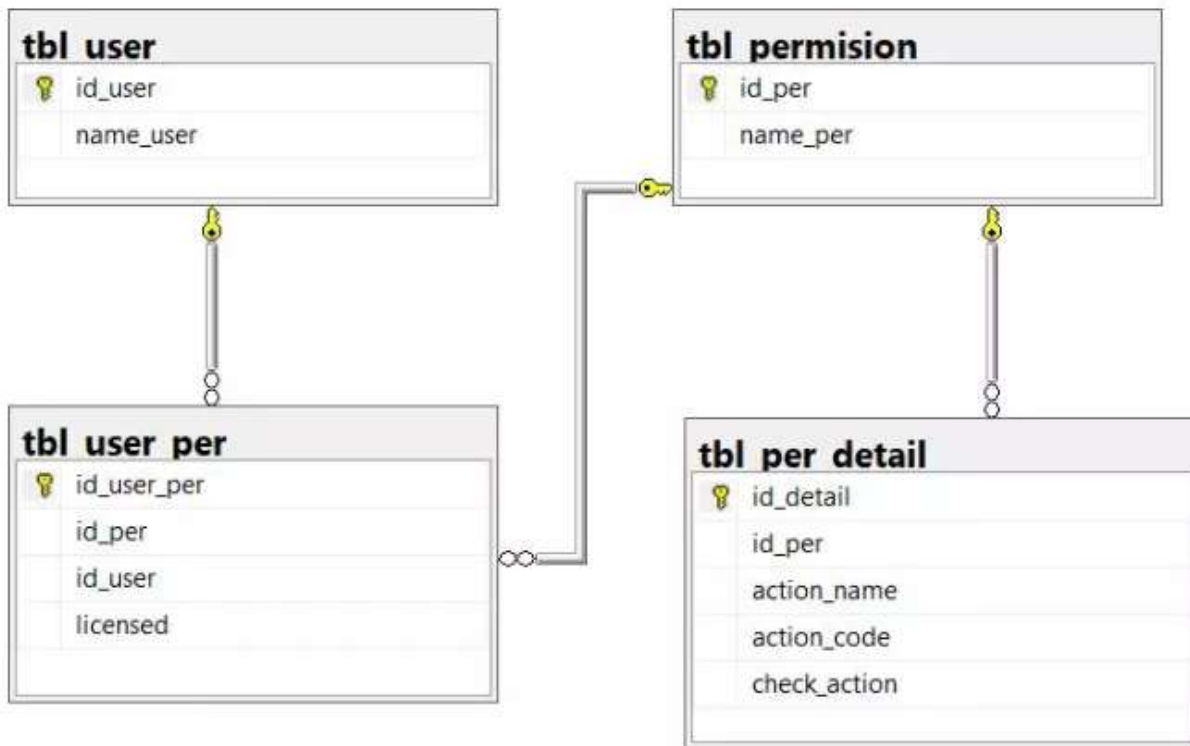 tbl_user
id_user
name_user
tbl_permision
id_per
name_per
tbl_user_per
id_user_per
id_per
id_user
licensed
tbl_per_detail
id_detail
id_per
action_name
action_code
check_action